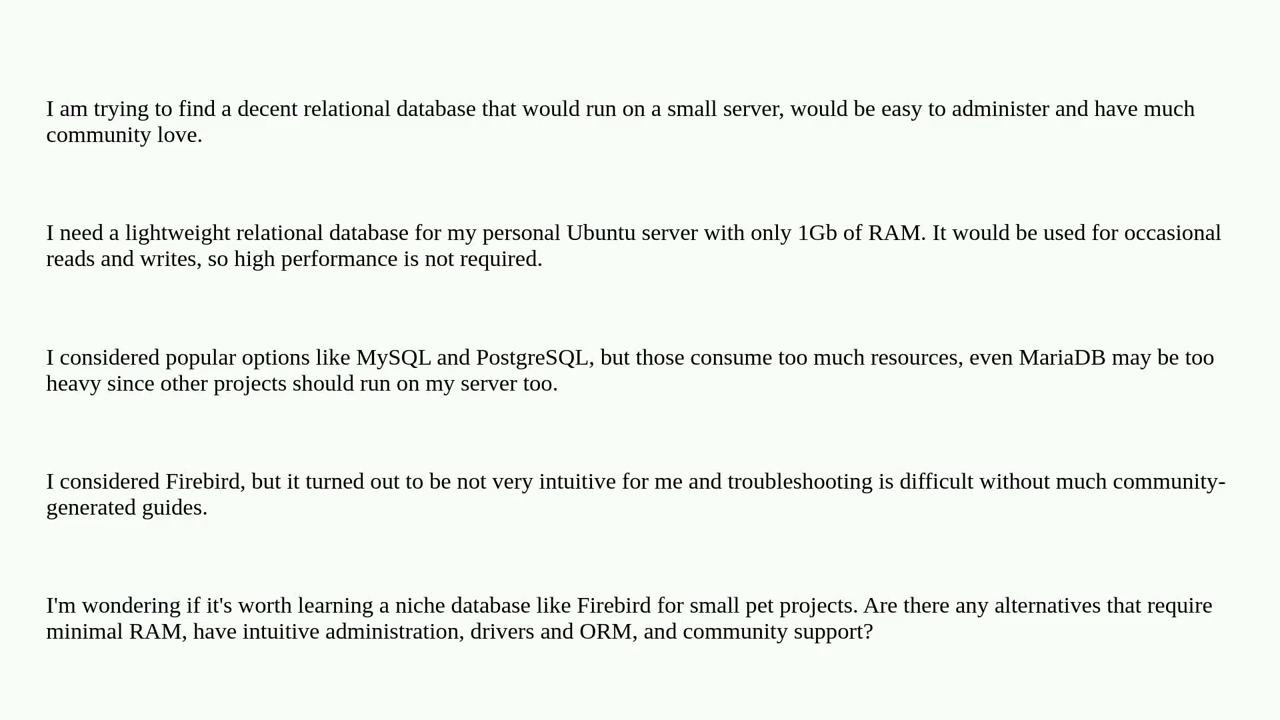 I am trying to find a decent relational database that would run on a small server, would be easy to administer and have much
community love.
I need a lightweight relational database for my personal Ubuntu server with only 1Gb of RAM. It would be used for occasional
reads and writes, so high performance is not required.
I considered popular options like MySQL and PostgreSQL, but those consume too much resources, even MariaDB may be too
heavy since other projects should run on my server too.
I considered Firebird, but it turned out to be not very intuitive for me and troubleshooting is difficult without much community-
generated guides.
I'm wondering if it's worth learning a niche database like Firebird for small pet projects. Are there any alternatives that require
minimal RAM, have intuitive administration, drivers and ORM, and community support?